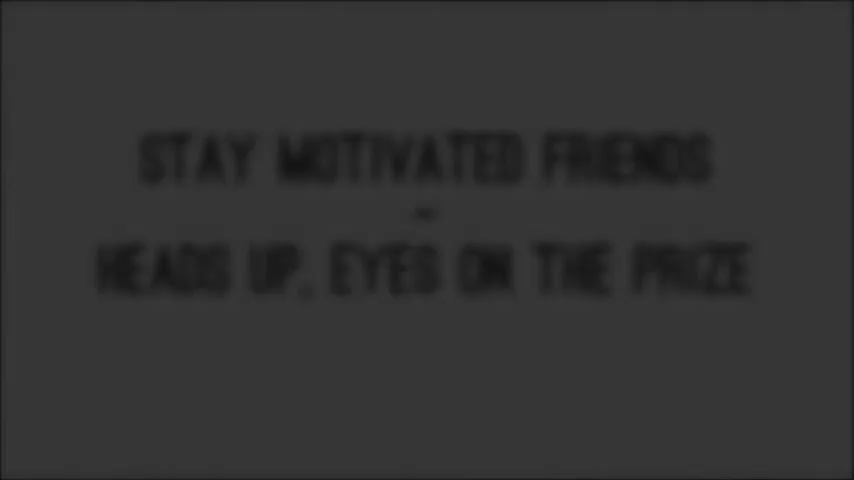 STAY MOTIVATED FRIENDS
-
HEADS UP, EYES ON THE PRIZE